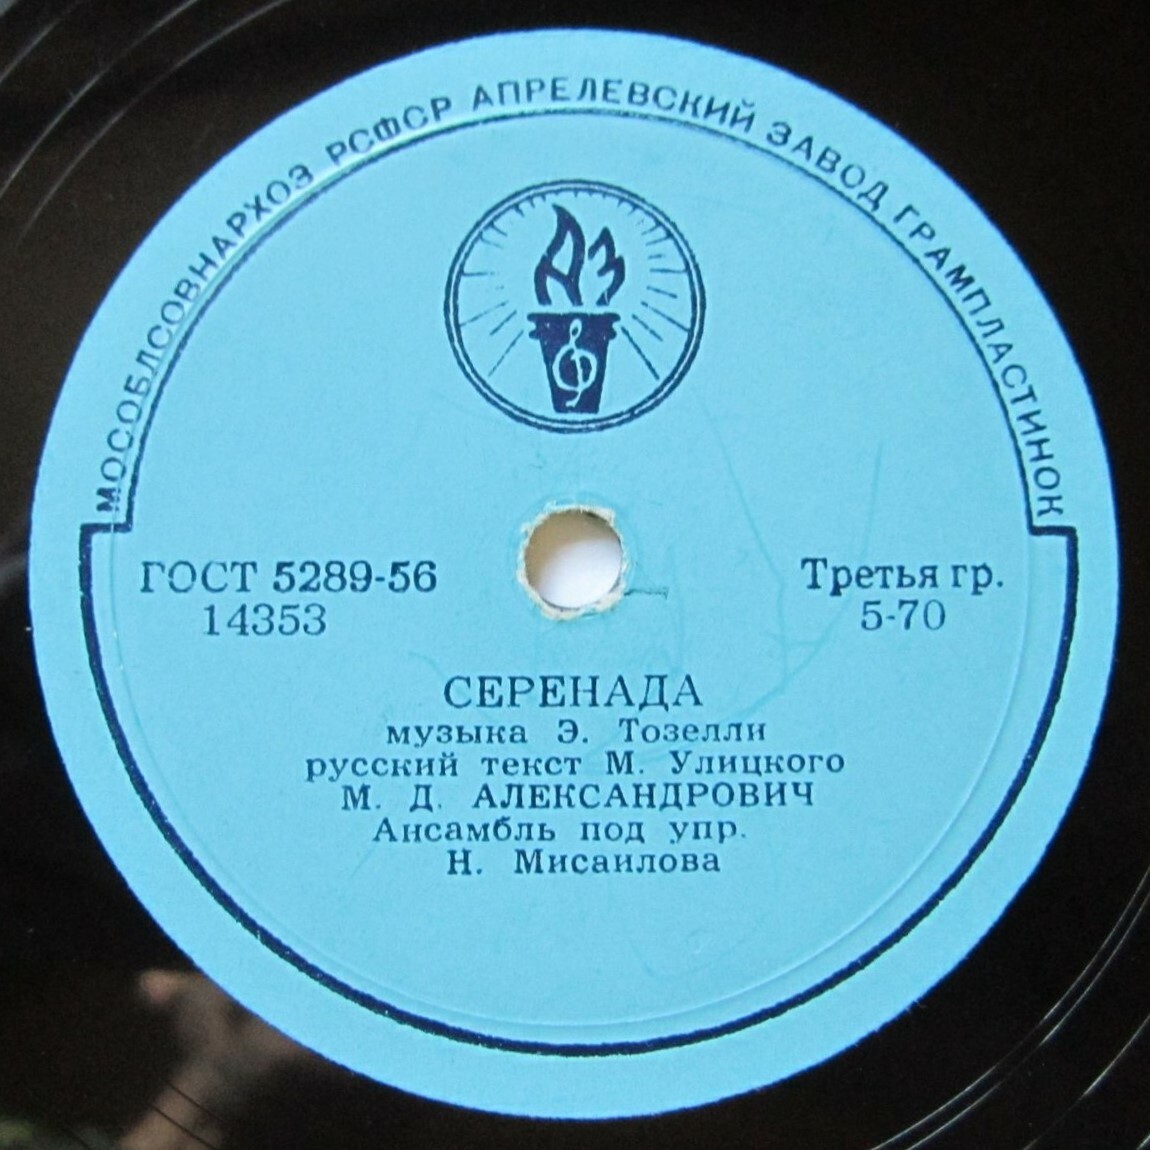 МОСОБЛСОВНАРХОЗ РСФСР АПРЕЛЕВСКИЙ ЗАВОД ГРАМПЛАСТИНОК
АЗ
ГОСТ 5289-56
14353
Третья гр.
5-70
СЕРЕНАДА
музыка Э. Тозелли
русский текст М. Улицкого
М. Д. АЛЕКСАНДРОВИЧ
Ансамбль под упр.
Н. Мисаилова